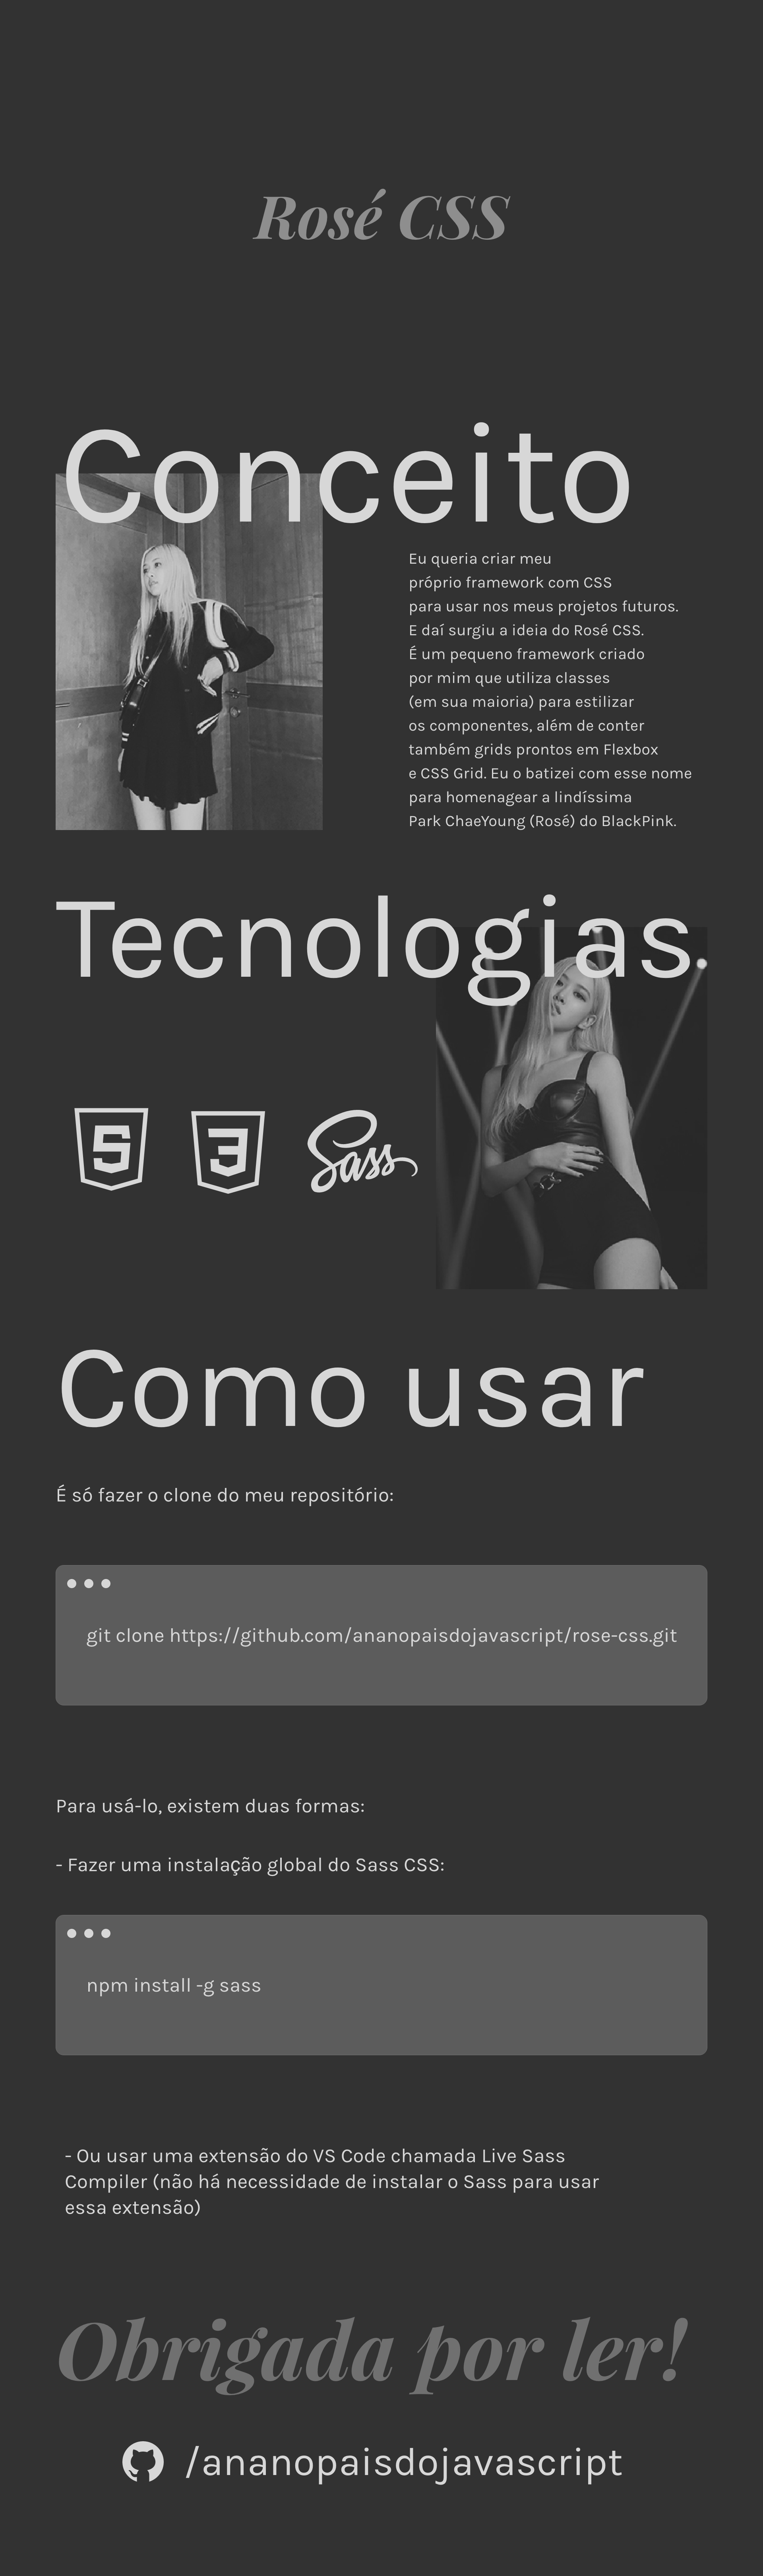 Rosé CSS
Conceito
Eu queria criar meu
próprio framework com CSS
para usar nos meus projetos futuros.
E daí surgiu a ideia do Rosé CSS.
É um pequeno framework criado
por mim que utiliza classes
(em sua maioria) para estilizar
os componentes, além de conter
também grids prontos em Flexbox
e CSS Grid. Eu o batizei com esse nome
para homenagear a lindíssima
Park ChaeYoung (Rosé) do BlackPink.
Tecnologias
5 3 Sass
Como usar
É só fazer o clone do meu repositório:
git clone https://github.com/ananopaisdojavascript/rose-css.git
Para usá-lo, existem duas formas:
- Fazer uma instalação global do Sass CSS:
npm install -g sass
- Ou usar uma extensão do VS Code chamada Live Sass
Compiler (não há necessidade de instalar o Sass para usar
essa extensão)
Obrigada por ler!
/ananopaisdojavascript